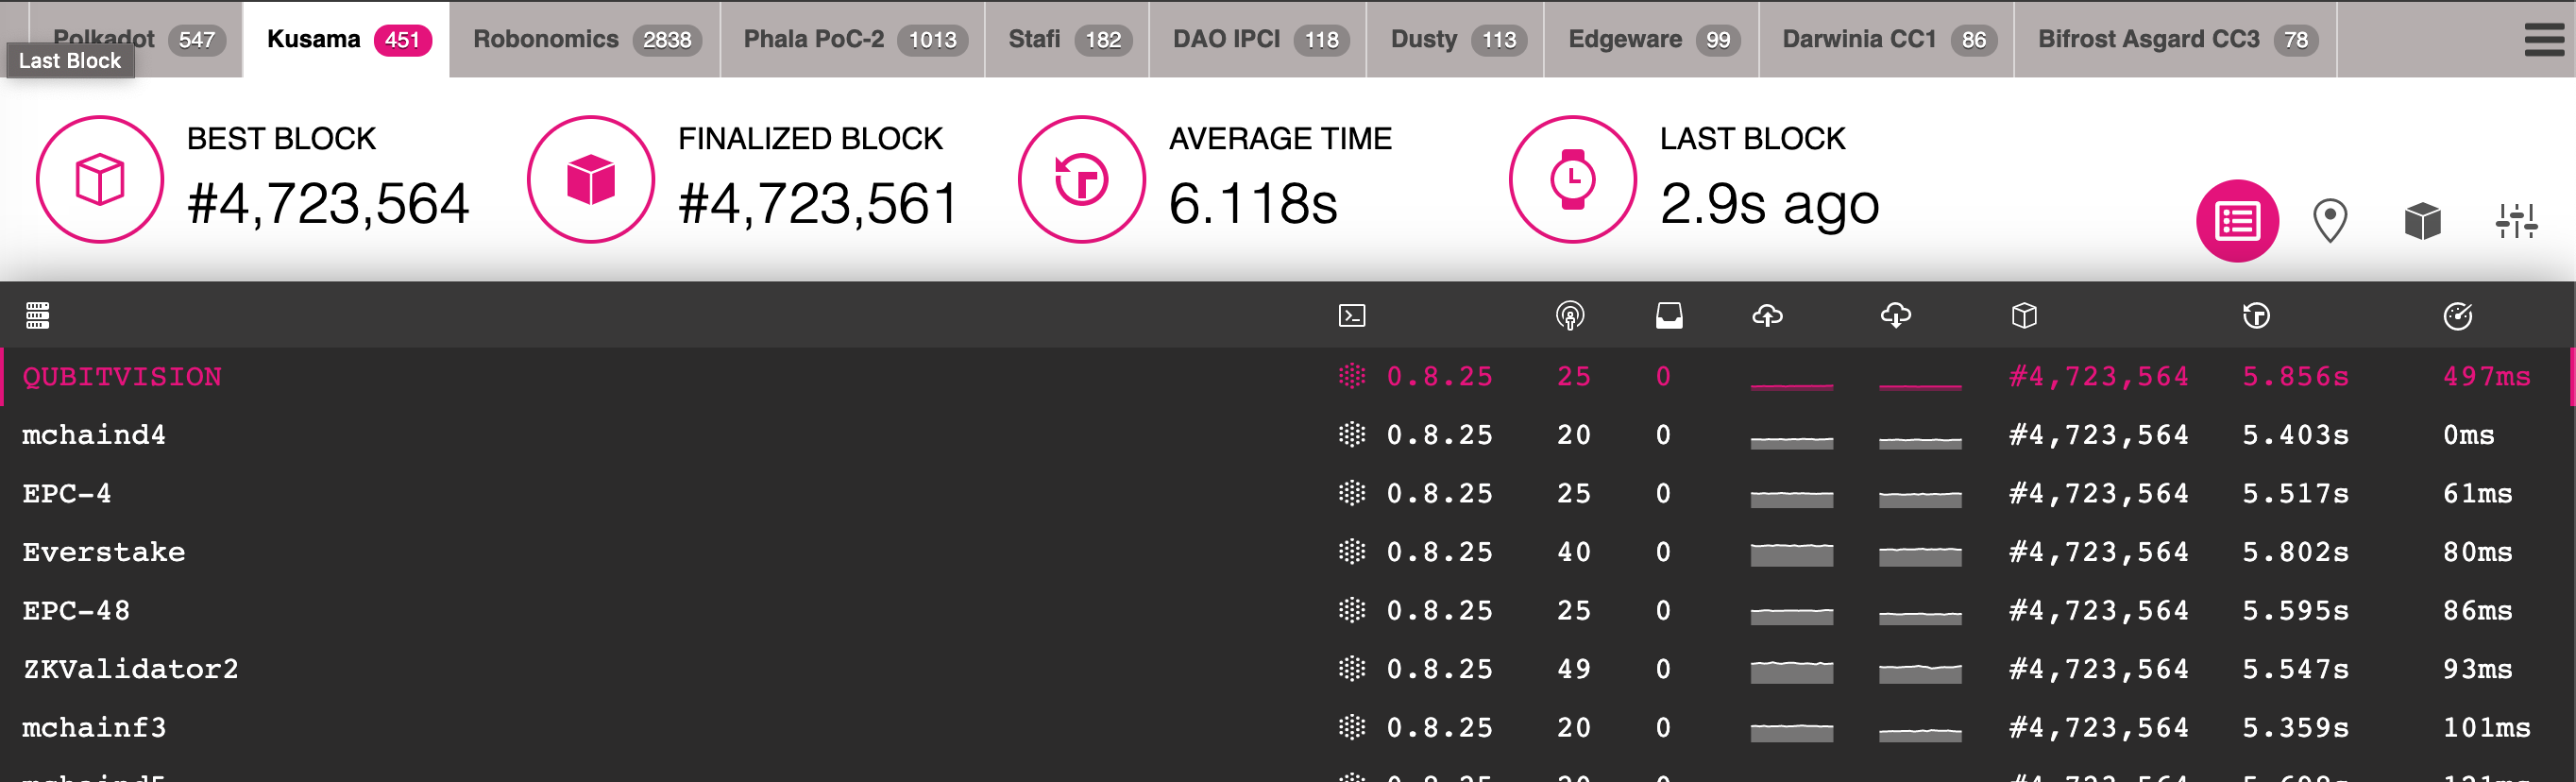 Polkadot 547 Kusama 451 Robonomics 2838 Phala PoC-2 1013 Stafi 182 DAO IPCI 118 Dusty 113 Edgeware 99 Darwinia CC1 86 Bifrost Asgard CC3 78
Last Block
BEST BLOCK FINALIZED BLOCK AVERAGE TIME LAST BLOCK
#4,723,564 #4,723,561 6.118s 2.9s ago
QUBITVISION 0.8.25 25 0 #4,723,564 5.856s 497ms
mchaind4 0.8.25 20 0 #4,723,564 5.403s 0ms
EPC-4 0.8.25 25 0 #4,723,564 5.517s 61ms
Everstake 0.8.25 40 0 #4,723,564 5.802s 80ms
EPC-48 0.8.25 25 0 #4,723,564 5.595s 86ms
ZKValidator2 0.8.25 49 0 #4,723,564 5.547s 93ms
mchainf3 0.8.25 20 0 #4,723,564 5.359s 101ms